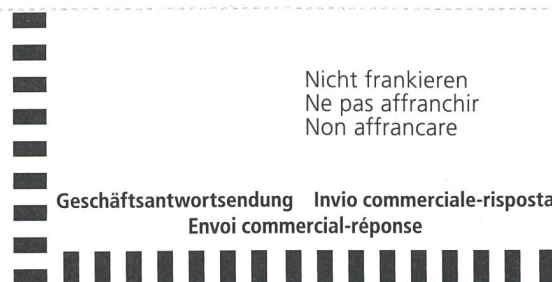 Nicht frankieren
Ne pas affranchir
Non affrancare
Geschäftsantwortsendung Invio commerciale-risposta
Envoi commercial-réponse